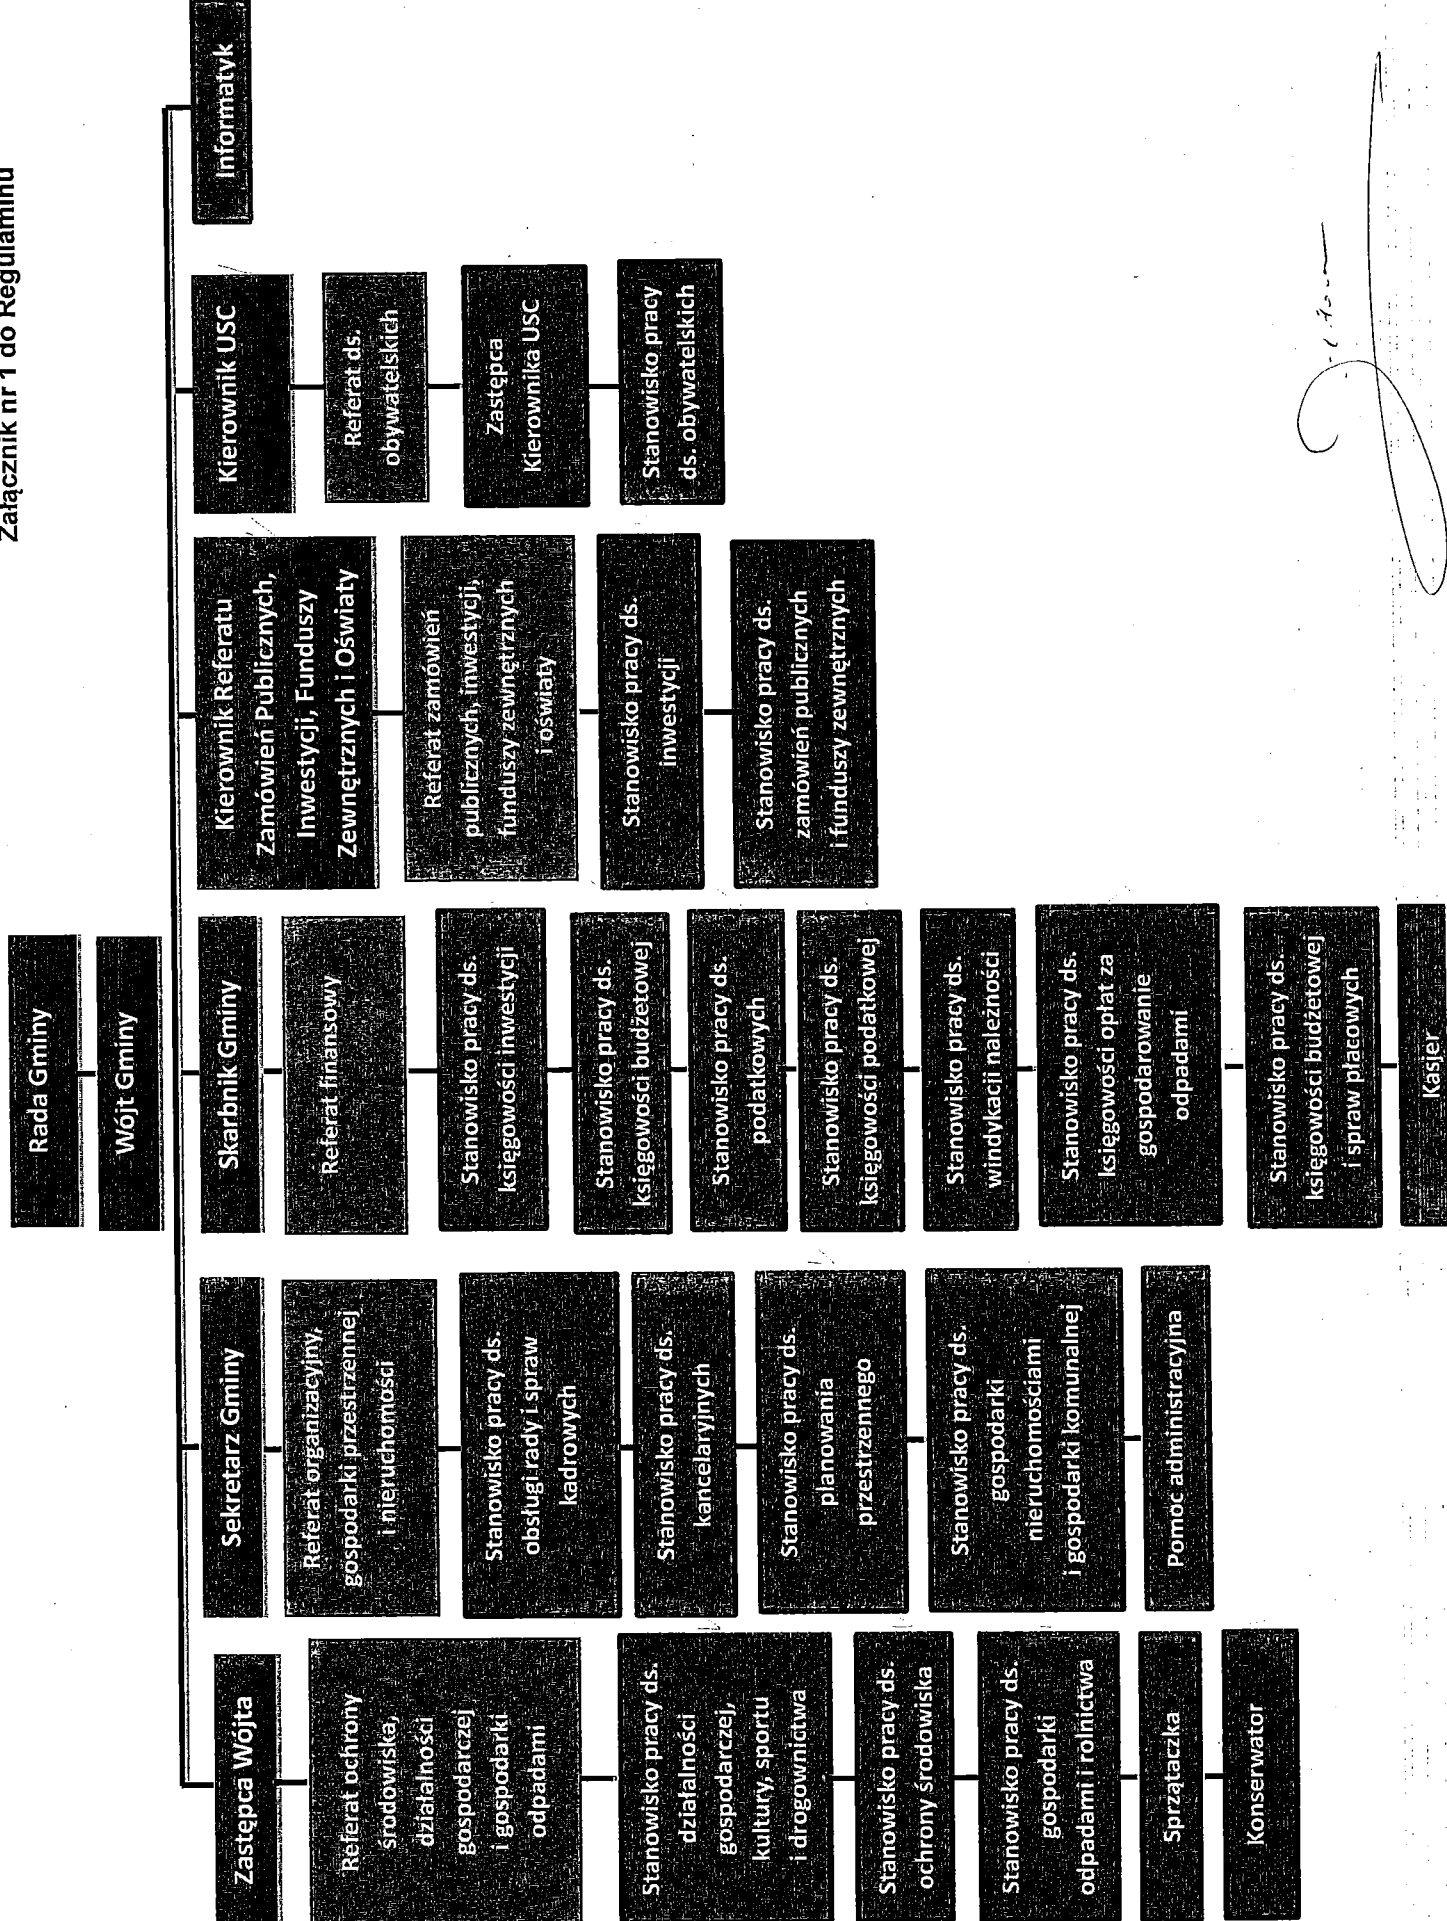 Załącznik nr 1 do Regulaminu
Rada Gminy
Wójt Gminy
Zastępca Wójta
Referat ochrony
środowiska,
działalności
gospodarczej
i gospodarki
odpadami
Stanowisko pracy ds.
działalności
gospodarczej,
kultury, sportu
i drogownictwa
Stanowisko pracy ds.
ochrony środowiska
Stanowisko pracy ds.
gospodarki
odpadami i rolnictwa
Sprzątaczka
Konserwator
Sekretarz Gminy
Referat organizacyjny,
gospodarki przestrzennej
i nieruchomości
Stanowisko pracy ds.
obsługi rady i spraw
kadrowych
Stanowisko pracy ds.
kancelaryjnych
Stanowisko pracy ds.
planowania
przestrzennego
Stanowisko pracy ds.
gospodarki
nieruchomościami
i gospodarki komunalnej
Pomoc administracyjna
Skarbnik Gminy
Referat finansowy
Stanowisko pracy ds.
księgowości inwestycji
Stanowisko pracy ds.
księgowości budżetowej
Stanowisko pracy ds.
podatkowych
Stanowisko pracy ds.
księgowości podatkowej
Stanowisko pracy ds.
windykacji należności
Stanowisko pracy ds.
księgowości opłat za
gospodarowanie
odpadami
Stanowisko pracy ds.
księgowości budżetowej
i spraw płacowych
Kasjer
Kierownik Referatu
Zamówień Publicznych,
Inwestycji, Funduszy
Zewnętrznych i Oświaty
Referat zamówień
publicznych, inwestycji,
funduszy zewnętrznych
i oświaty
Stanowisko pracy ds.
inwestycji
Stanowisko pracy ds.
zamówień publicznych
i funduszy zewnętrznych
Kierownik USC
Referat ds.
obywatelskich
Zastępca
Kierownika USC
Stanowisko pracy
ds. obywatelskich
Informatyk